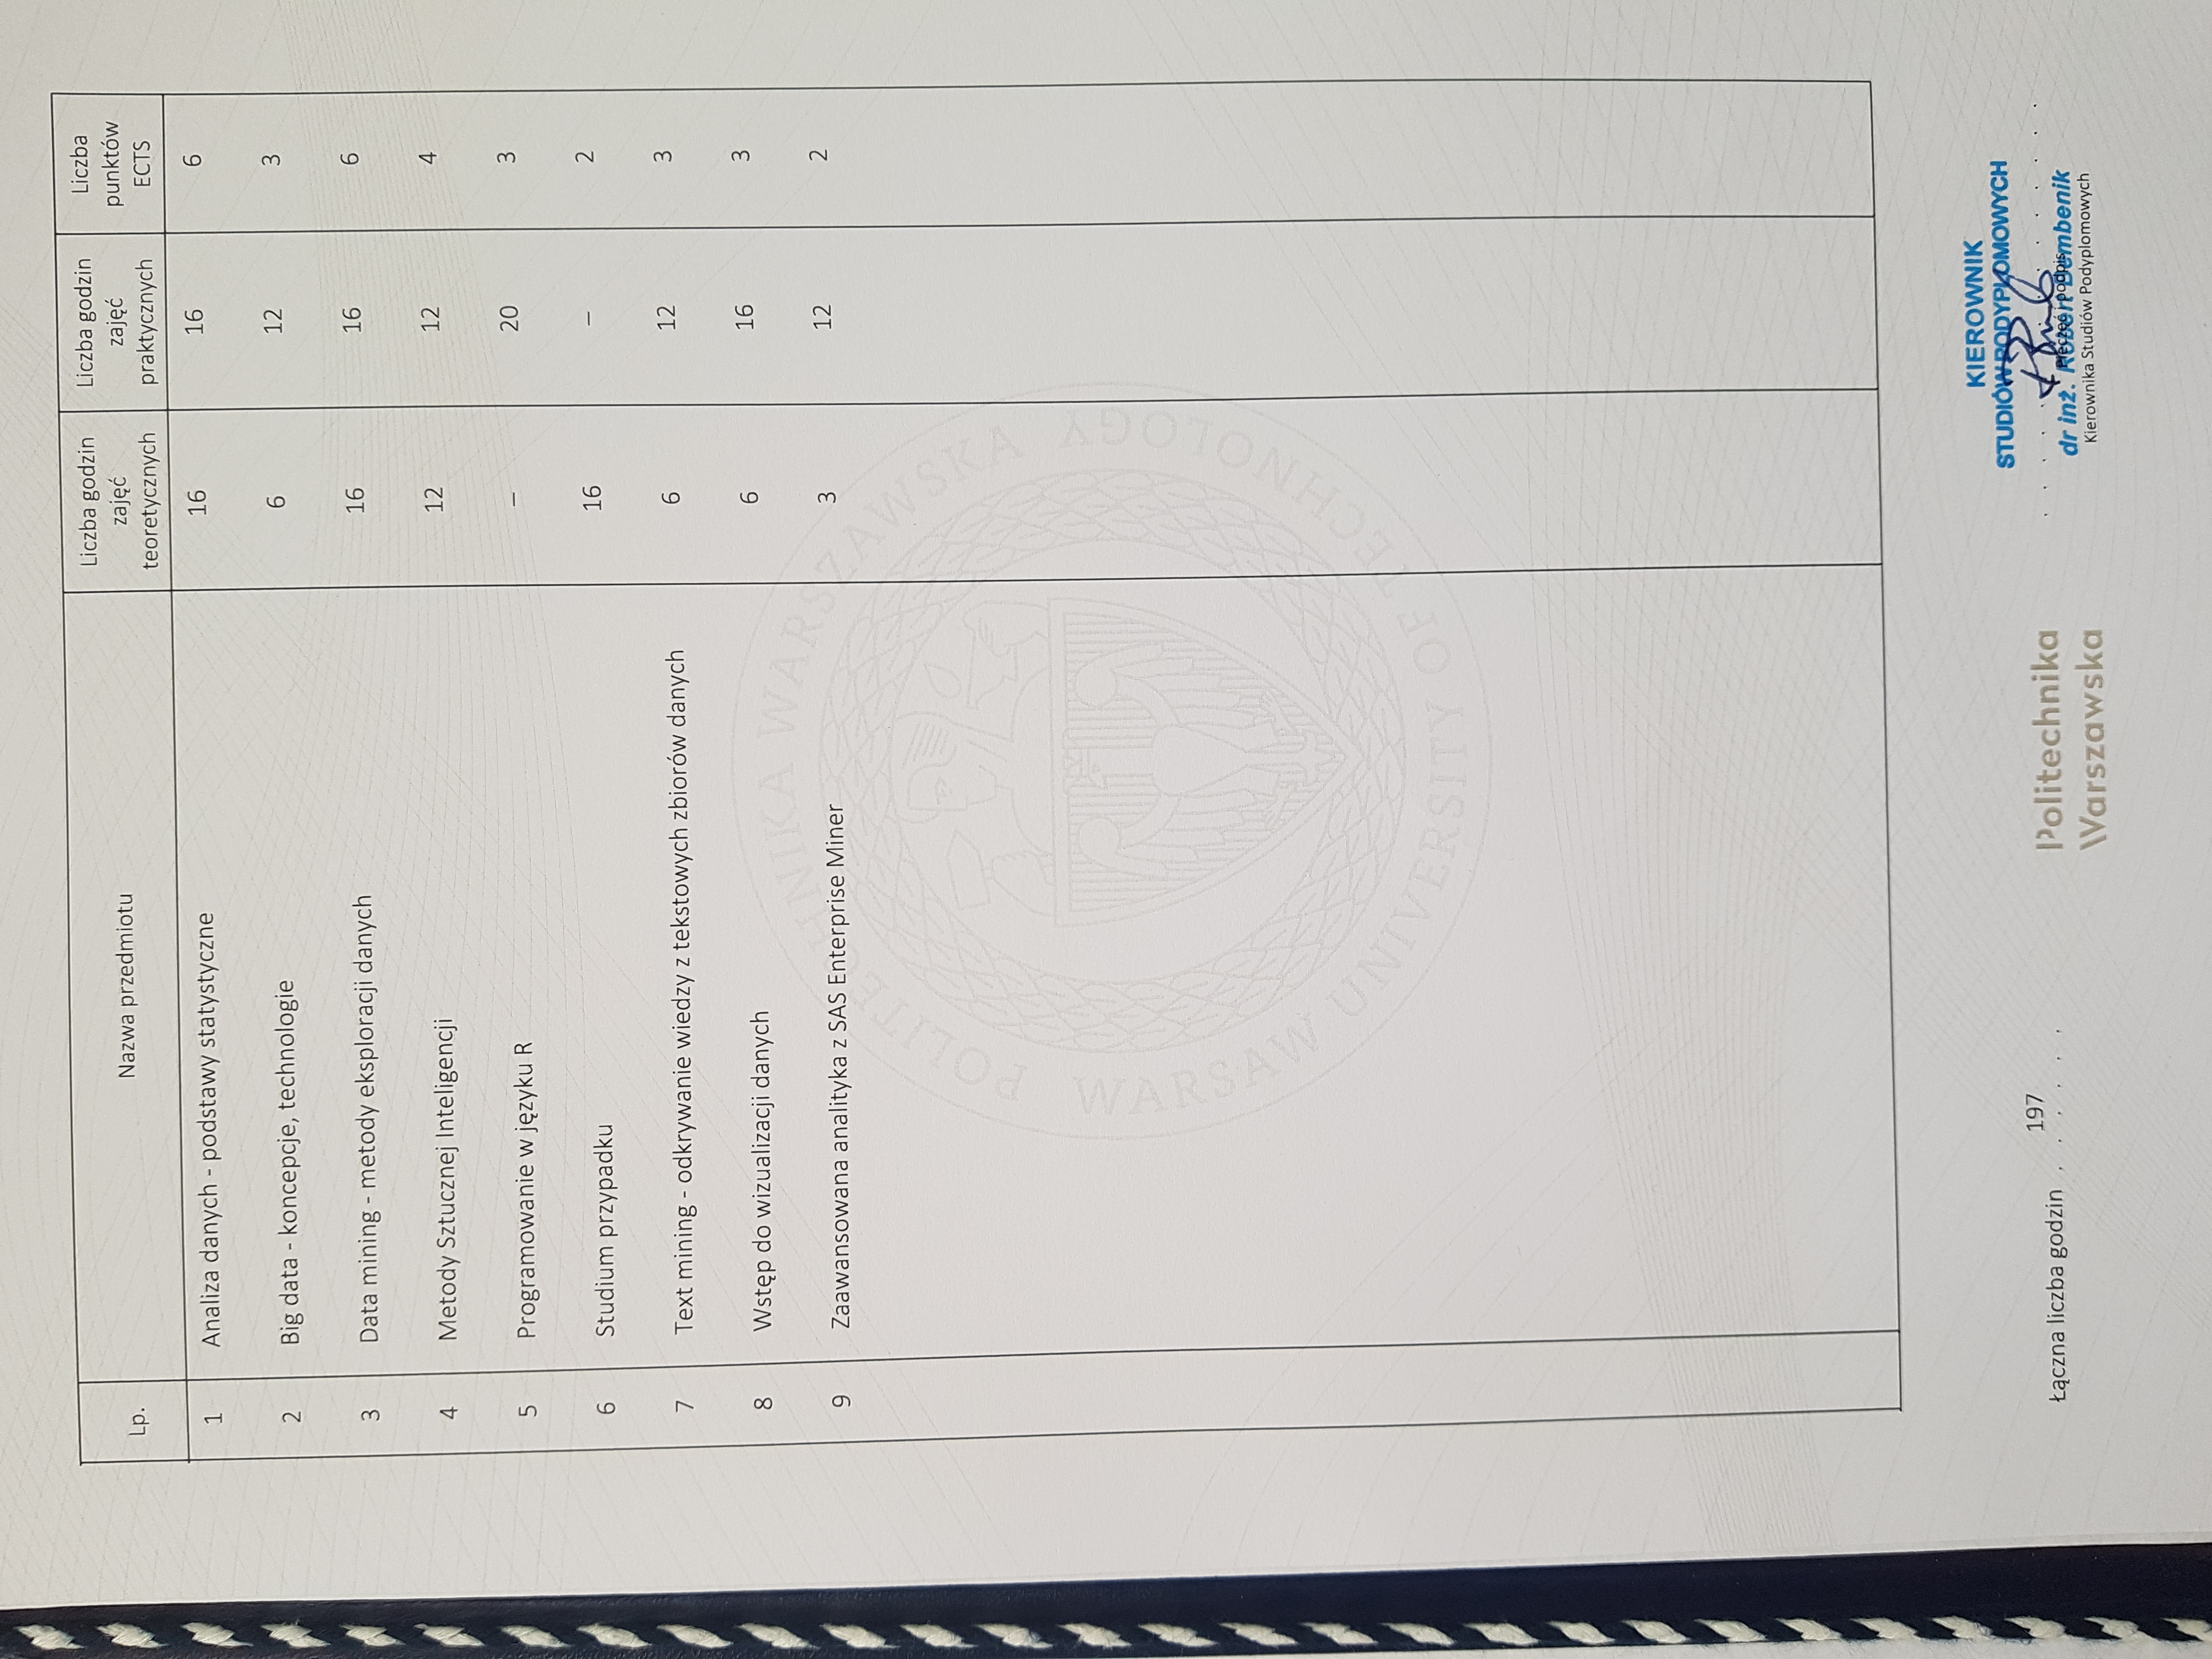 Lp. Nazwa przedmiotu Liczba godzin zajęć teoretycznych Liczba godzin zajęć praktycznych Liczba punktów ECTS
1 Analiza danych - podstawy statystyczne 16 16 6
2 Big data - koncepcje, technologie 6 12 3
3 Data mining - metody eksploracji danych 16 16 6
4 Metody Sztucznej Inteligencji 12 12 4
5 Programowanie w języku R – 20 3
6 Studium przypadku 16 – 2
7 Text mining - odkrywanie wiedzy z tekstowych zbiorów danych 6 12 3
8 Wstęp do wizualizacji danych 6 16 3
9 Zaawansowana analityka z SAS Enterprise Miner 3 12 2
POLITECHNIKA WARSZAWSKA
WARSAW UNIVERSITY OF TECHNOLOGY
Łączna liczba godzin 197
Politechnika
Warszawska
KIEROWNIK
STUDIÓW PODYPLOMOWYCH
dr inż. Robert Bembenik
Pieczęć i podpis
Kierownika Studiów Podyplomowych